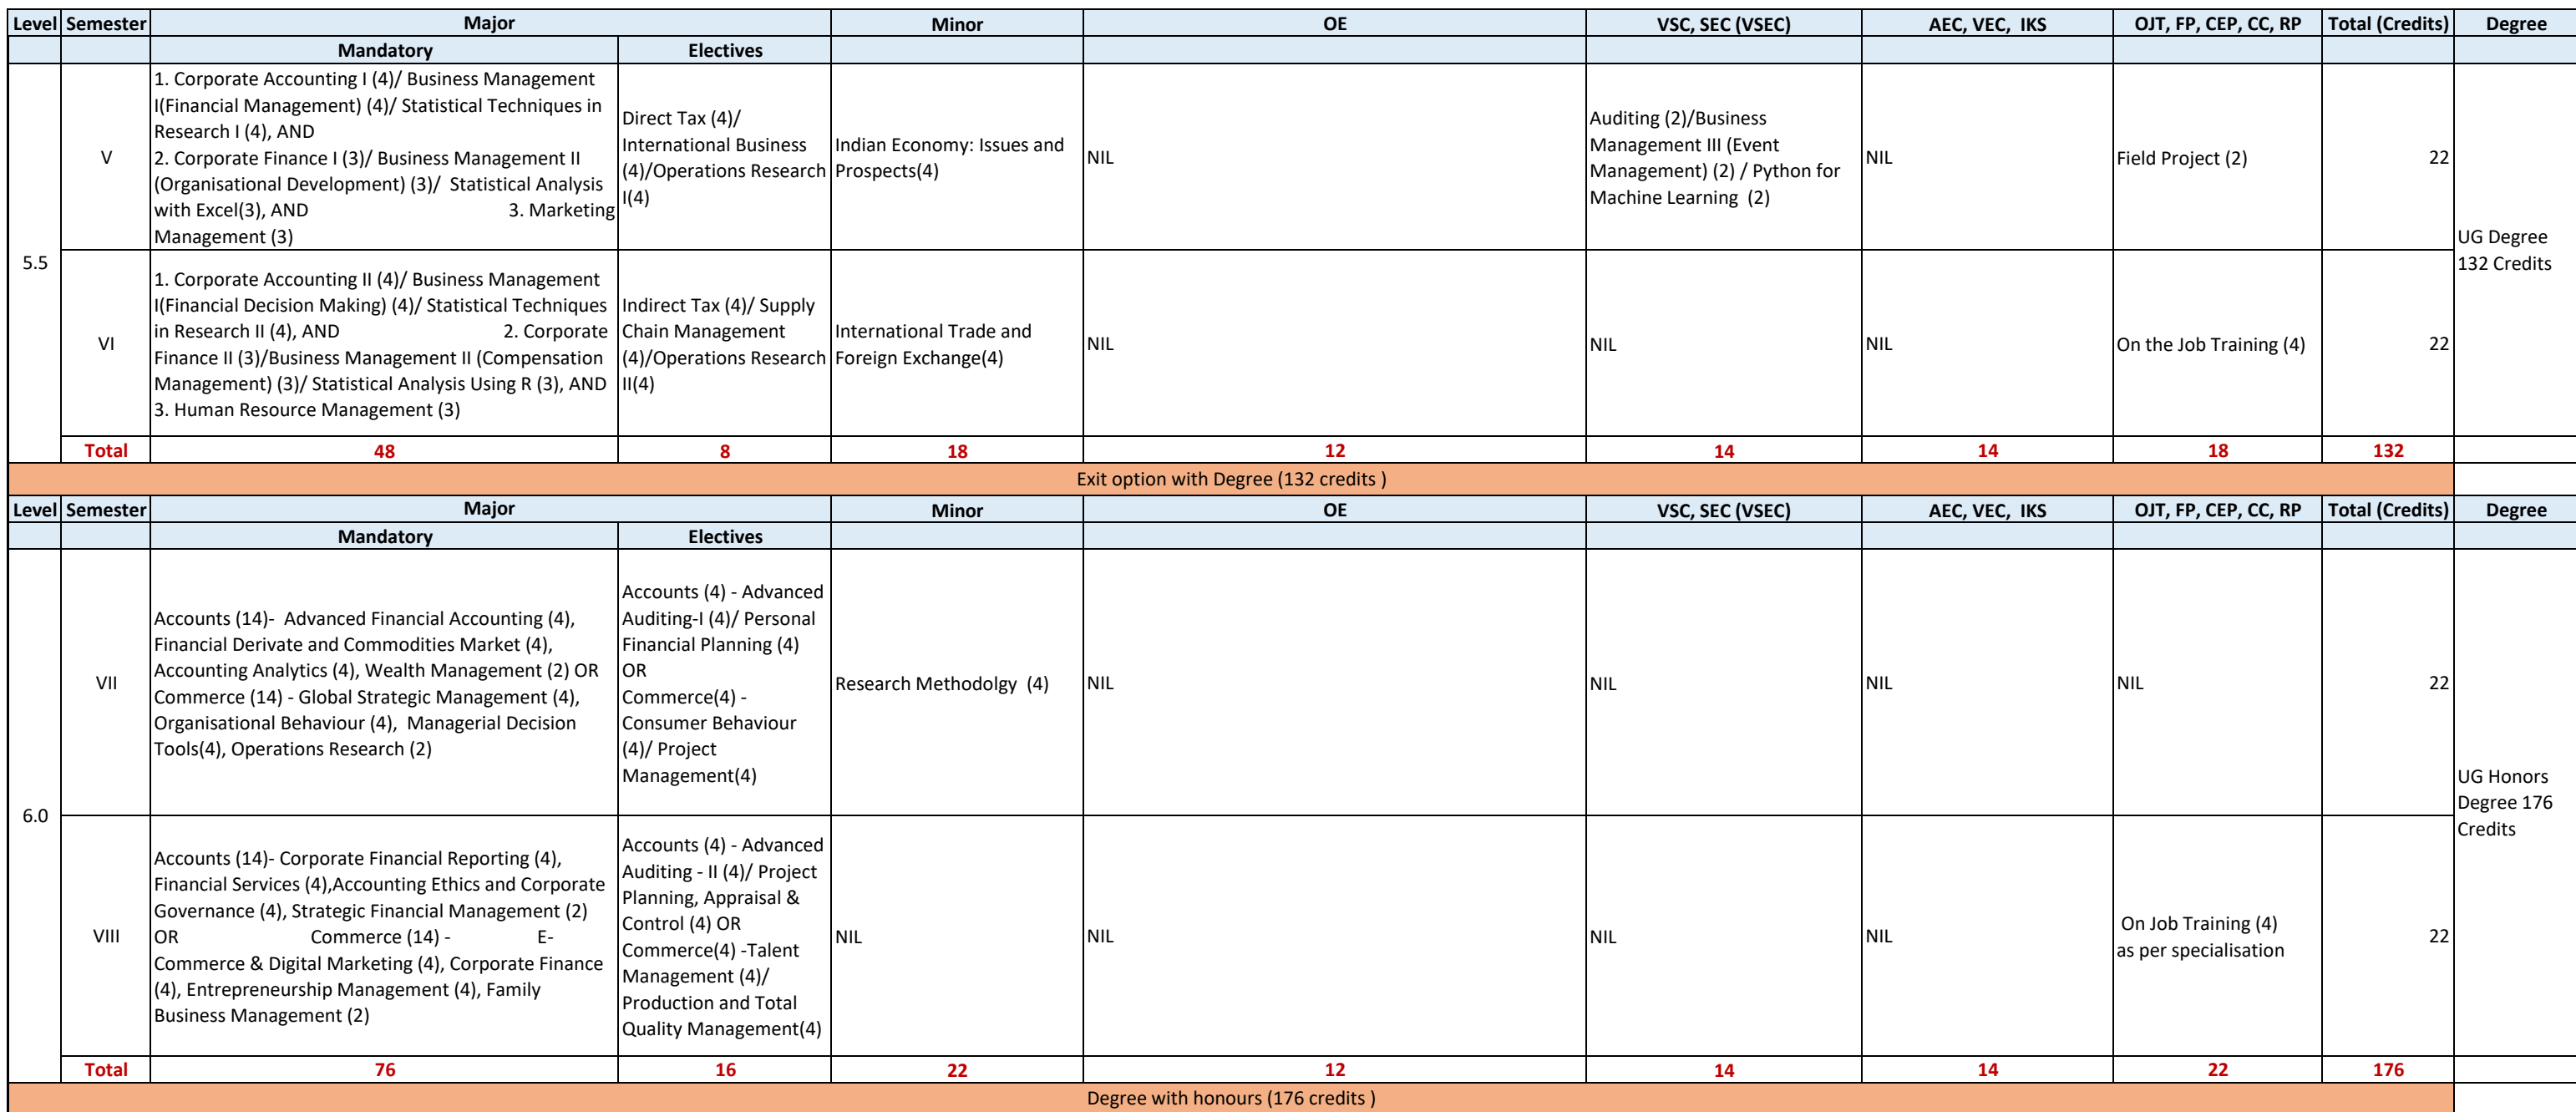 Level Semester Major Minor OE VSC, SEC (VSEC) AEC, VEC, IKS OJT, FP, CEP, CC, RP Total (Credits) Degree
Mandatory Electives
5.5
V
1. Corporate Accounting I (4)/ Business Management
I(Financial Management) (4)/ Statistical Techniques in
Research I (4), AND
2. Corporate Finance I (3)/ Business Management II
(Organisational Development) (3)/ Statistical Analysis
with Excel(3), AND 3. Marketing
Management (3)
Direct Tax (4)/
International Business
(4)/Operations Research
I(4)
Indian Economy: Issues and
Prospects(4)
NIL
Auditing (2)/Business
Management III (Event
Management) (2) / Python for
Machine Learning (2)
NIL
Field Project (2)
22
UG Degree
132 Credits
VI
1. Corporate Accounting II (4)/ Business Management
I(Financial Decision Making) (4)/ Statistical Techniques
in Research II (4), AND 2. Corporate
Finance II (3)/Business Management II (Compensation
Management) (3)/ Statistical Analysis Using R (3), AND
3. Human Resource Management (3)
Indirect Tax (4)/ Supply
Chain Management
(4)/Operations Research
II(4)
International Trade and
Foreign Exchange(4)
NIL
NIL
NIL
On the Job Training (4)
22
Total 48 8 18 12 14 14 18 132
Exit option with Degree (132 credits )
Level Semester Major Minor OE VSC, SEC (VSEC) AEC, VEC, IKS OJT, FP, CEP, CC, RP Total (Credits) Degree
Mandatory Electives
6.0
VII
Accounts (14)- Advanced Financial Accounting (4),
Financial Derivate and Commodities Market (4),
Accounting Analytics (4), Wealth Management (2) OR
Commerce (14) - Global Strategic Management (4),
Organisational Behaviour (4), Managerial Decision
Tools(4), Operations Research (2)
Accounts (4) - Advanced
Auditing-I (4)/ Personal
Financial Planning (4)
OR
Commerce(4) -
Consumer Behaviour
(4)/ Project
Management(4)
Research Methodolgy (4)
NIL
NIL
NIL
NIL
22
UG Honors
Degree 176
Credits
VIII
Accounts (14)- Corporate Financial Reporting (4),
Financial Services (4),Accounting Ethics and Corporate
Governance (4), Strategic Financial Management (2)
OR Commerce (14) - E-
Commerce & Digital Marketing (4), Corporate Finance
(4), Entrepreneurship Management (4), Family
Business Management (2)
Accounts (4) - Advanced
Auditing - II (4)/ Project
Planning, Appraisal &
Control (4) OR
Commerce(4) -Talent
Management (4)/
Production and Total
Quality Management(4)
NIL
NIL
NIL
NIL
On Job Training (4)
as per specialisation
22
Total 76 16 22 12 14 14 22 176
Degree with honours (176 credits )